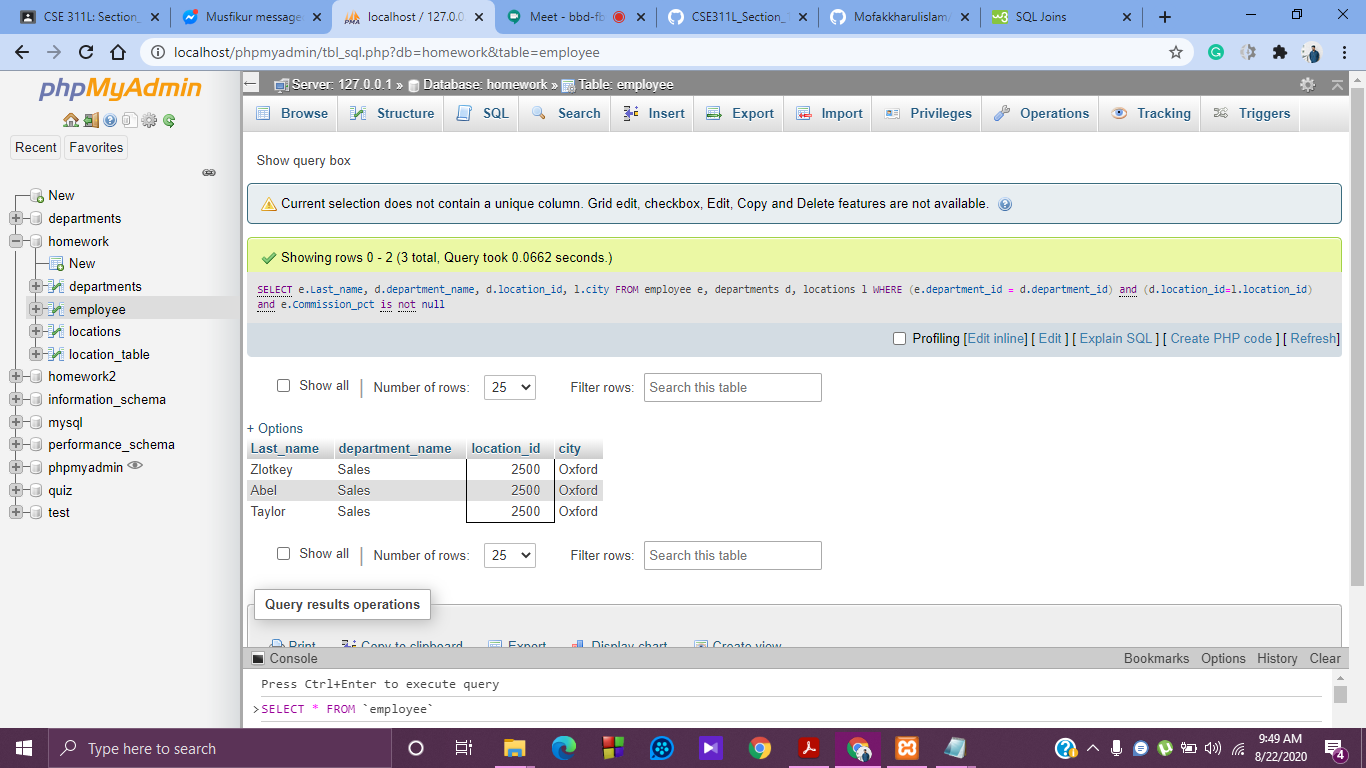 CSE 311L: Section_
Musfikur message
localhost / 127.0.0
Meet - bbd-fb
CSE311L_Section_1
Mofakkharulislam/
SQL Joins
localhost/phpmyadmin/tbl_sql.php?db=homework&table=employee
phpMyAdmin
Recent Favorites
New
departments
homework
New
departments
employee
locations
location_table
homework2
information_schema
mysql
performance_schema
phpmyadmin
quiz
test
Server: 127.0.0.1 » Database: homework » Table: employee
Browse Structure SQL Search Insert Export Import Privileges Operations Tracking Triggers
Show query box
Current selection does not contain a unique column. Grid edit, checkbox, Edit, Copy and Delete features are not available.
Showing rows 0 - 2 (3 total, Query took 0.0662 seconds.)
SELECT e.Last_name, d.department_name, d.location_id, l.city FROM employee e, departments d, locations l WHERE (e.department_id = d.department_id) and (d.location_id=l.location_id)
and e.Commission_pct is not null
Profiling [Edit inline] [ Edit ] [ Explain SQL ] [ Create PHP code ] [ Refresh]
Show all | Number of rows: 25 Filter rows: Search this table
+ Options
Last_name department_name location_id city
Zlotkey Sales 2500 Oxford
Abel Sales 2500 Oxford
Taylor Sales 2500 Oxford
Show all | Number of rows: 25 Filter rows: Search this table
Query results operations
Print Copy to clipboard Export Display chart Create view
Console Bookmarks Options History Clear
Press Ctrl+Enter to execute query
>SELECT * FROM `employee`
Type here to search
9:49 AM
8/22/2020
4